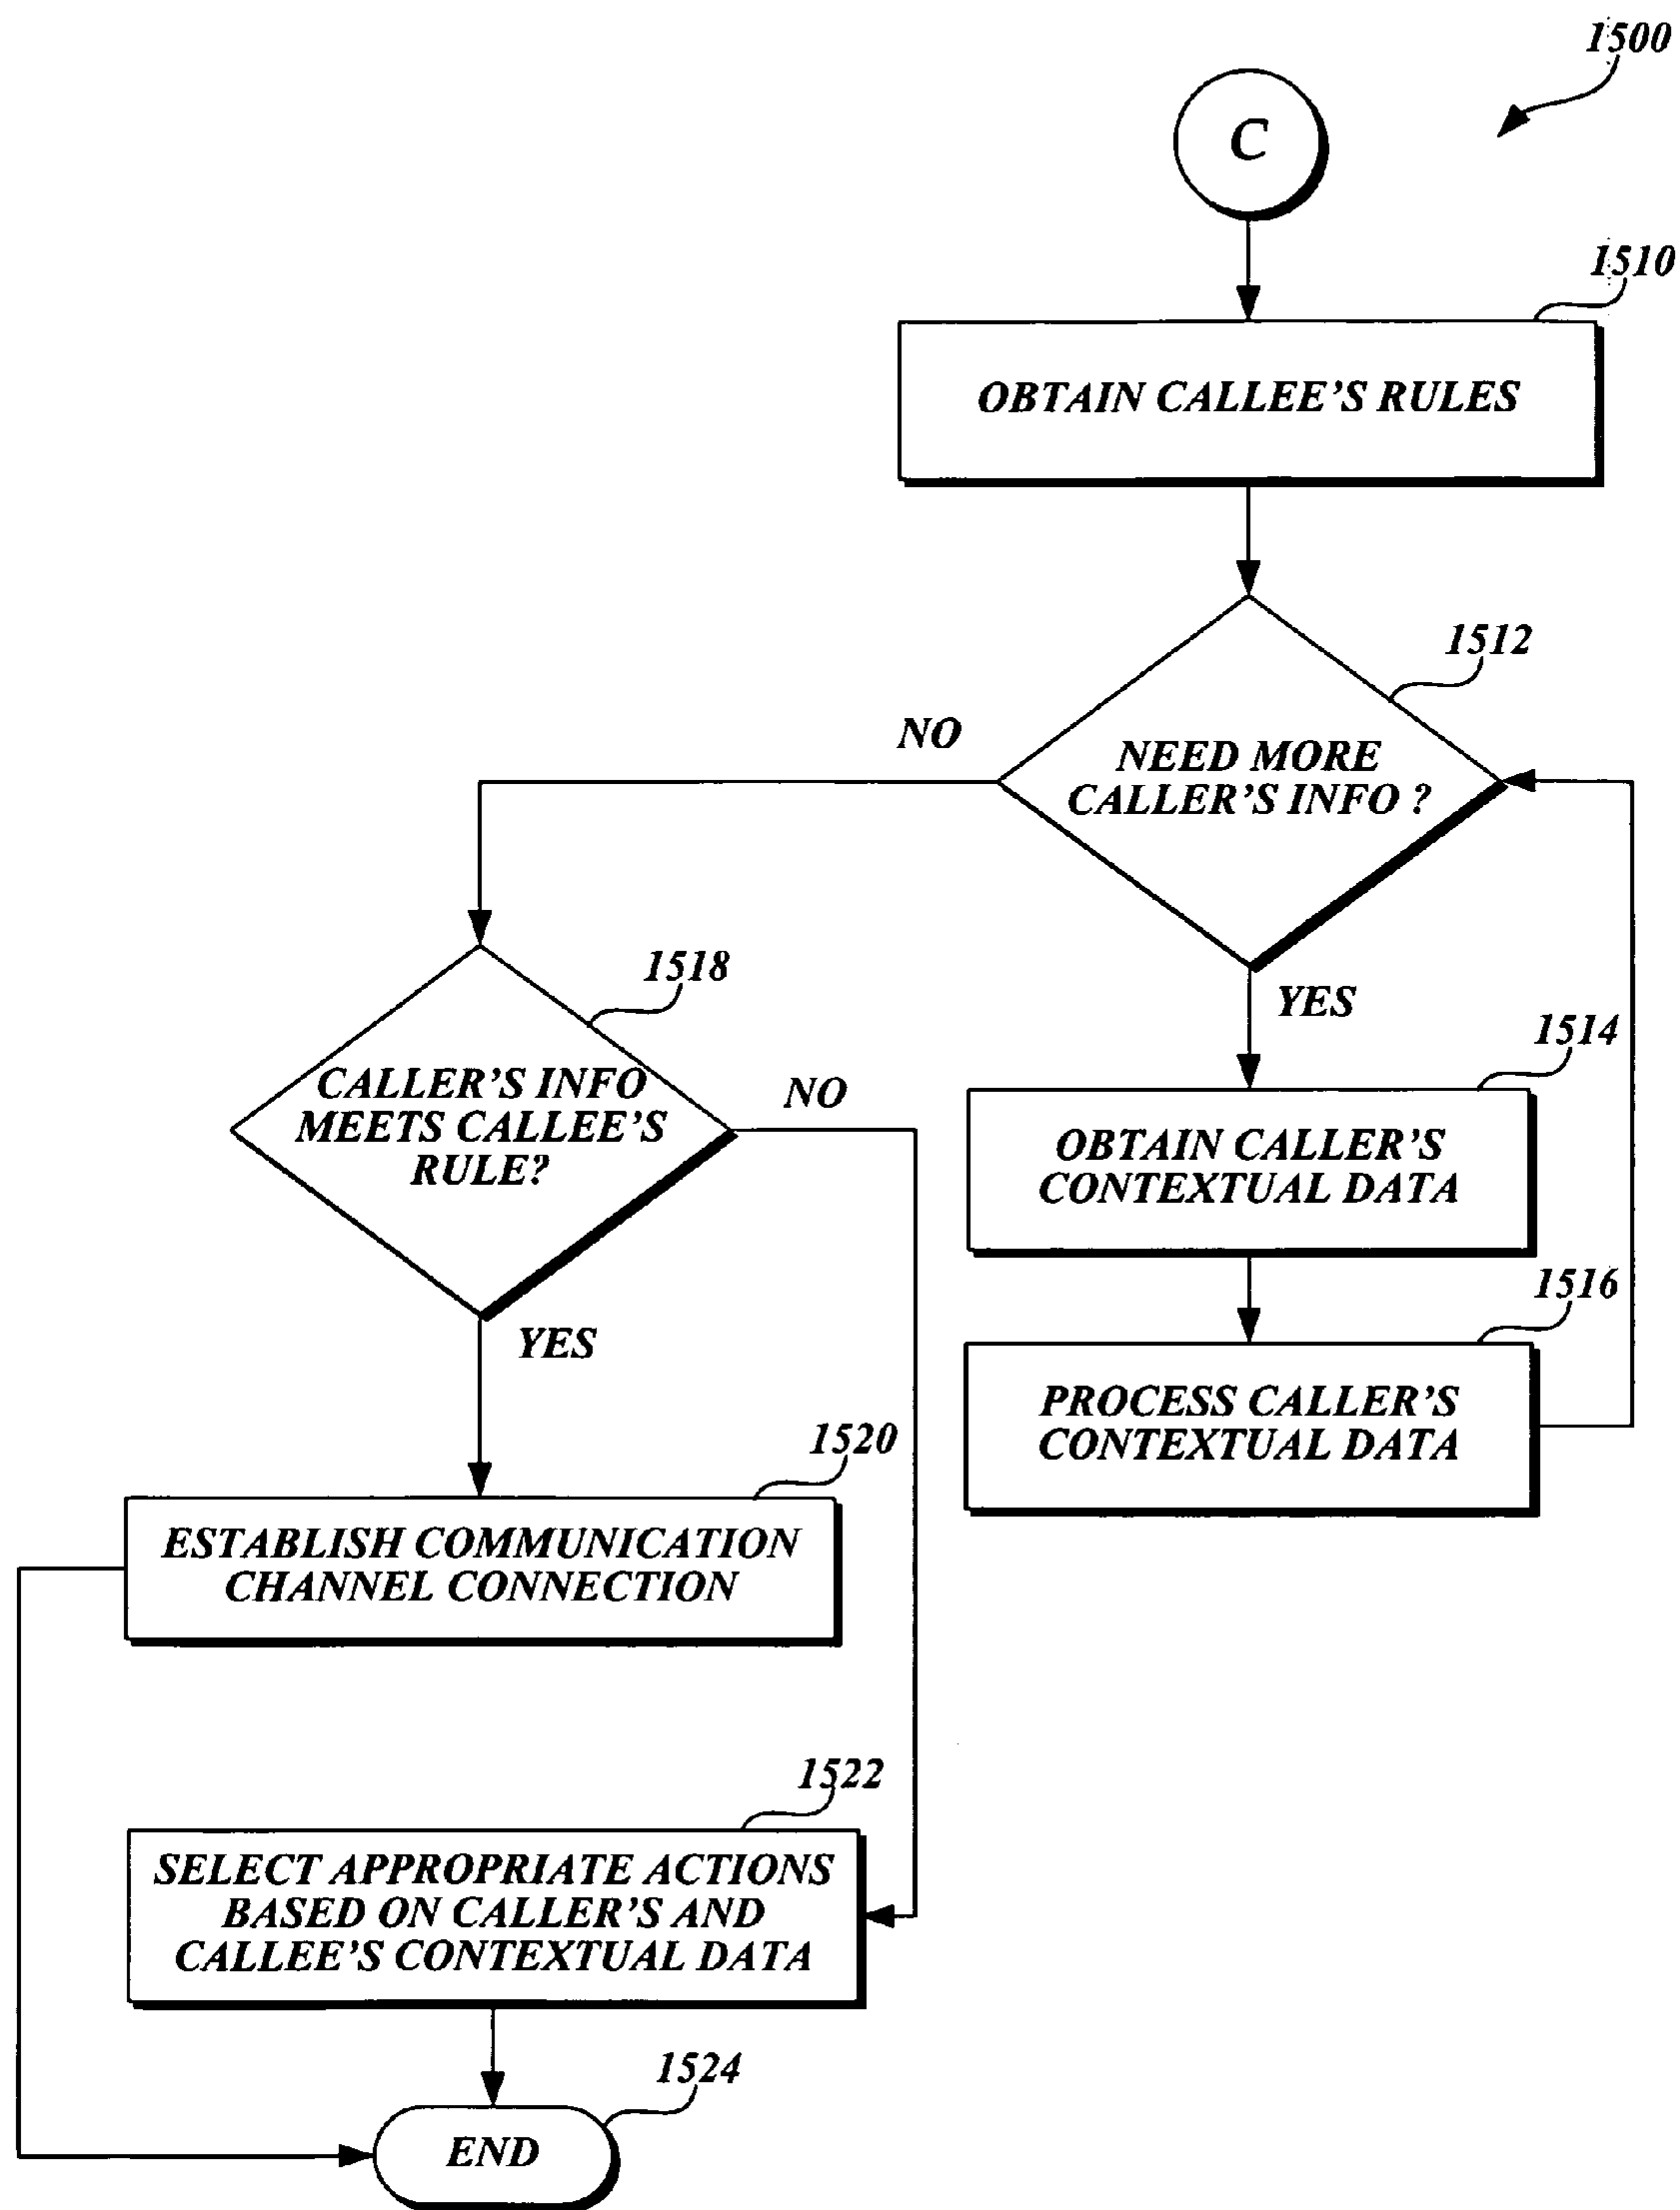 1500
C
1510
OBTAIN CALLEE'S RULES
1512
NO
NEED MORE
CALLER'S INFO ?
YES
1518
CALLER'S INFO
MEETS CALLEE'S
RULE?
NO
1514
OBTAIN CALLER'S
CONTEXTUAL DATA
1516
PROCESS CALLER'S
CONTEXTUAL DATA
YES
1520
ESTABLISH COMMUNICATION
CHANNEL CONNECTION
1522
SELECT APPROPRIATE ACTIONS
BASED ON CALLER'S AND
CALLEE'S CONTEXTUAL DATA
1524
END